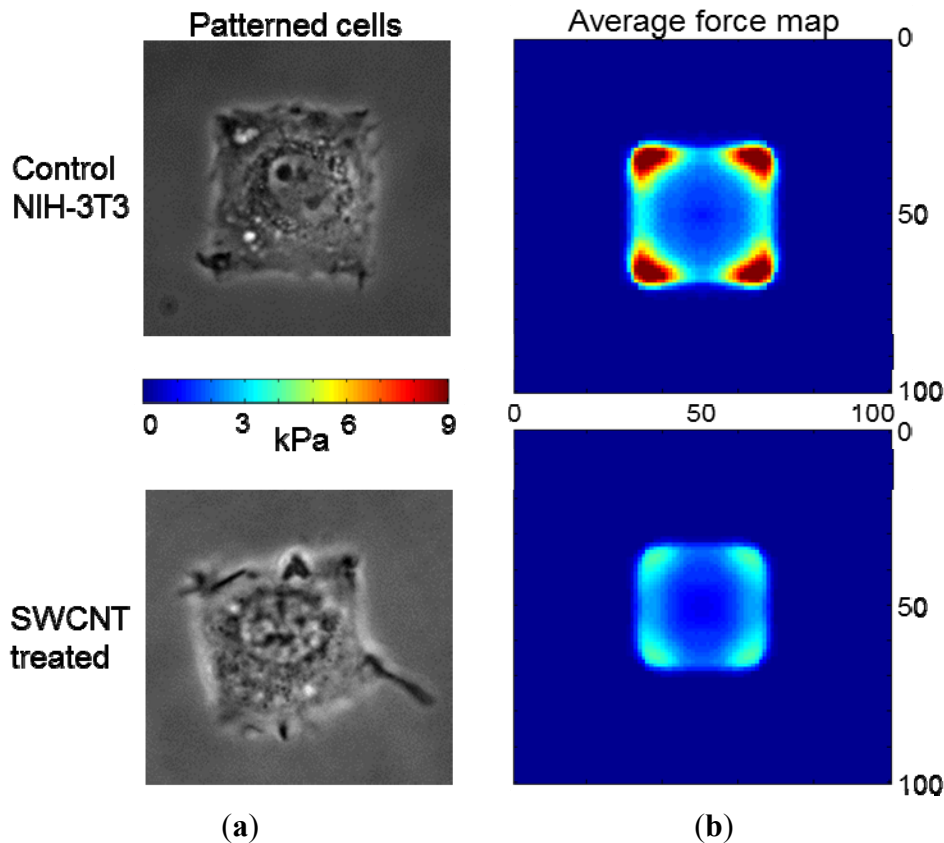 Patterned cells
Average force map
Control
NIH-3T3
0
50
100
0 50 100
0 3 6 9
kPa
SWCNT
treated
0
50
100
(a)
(b)